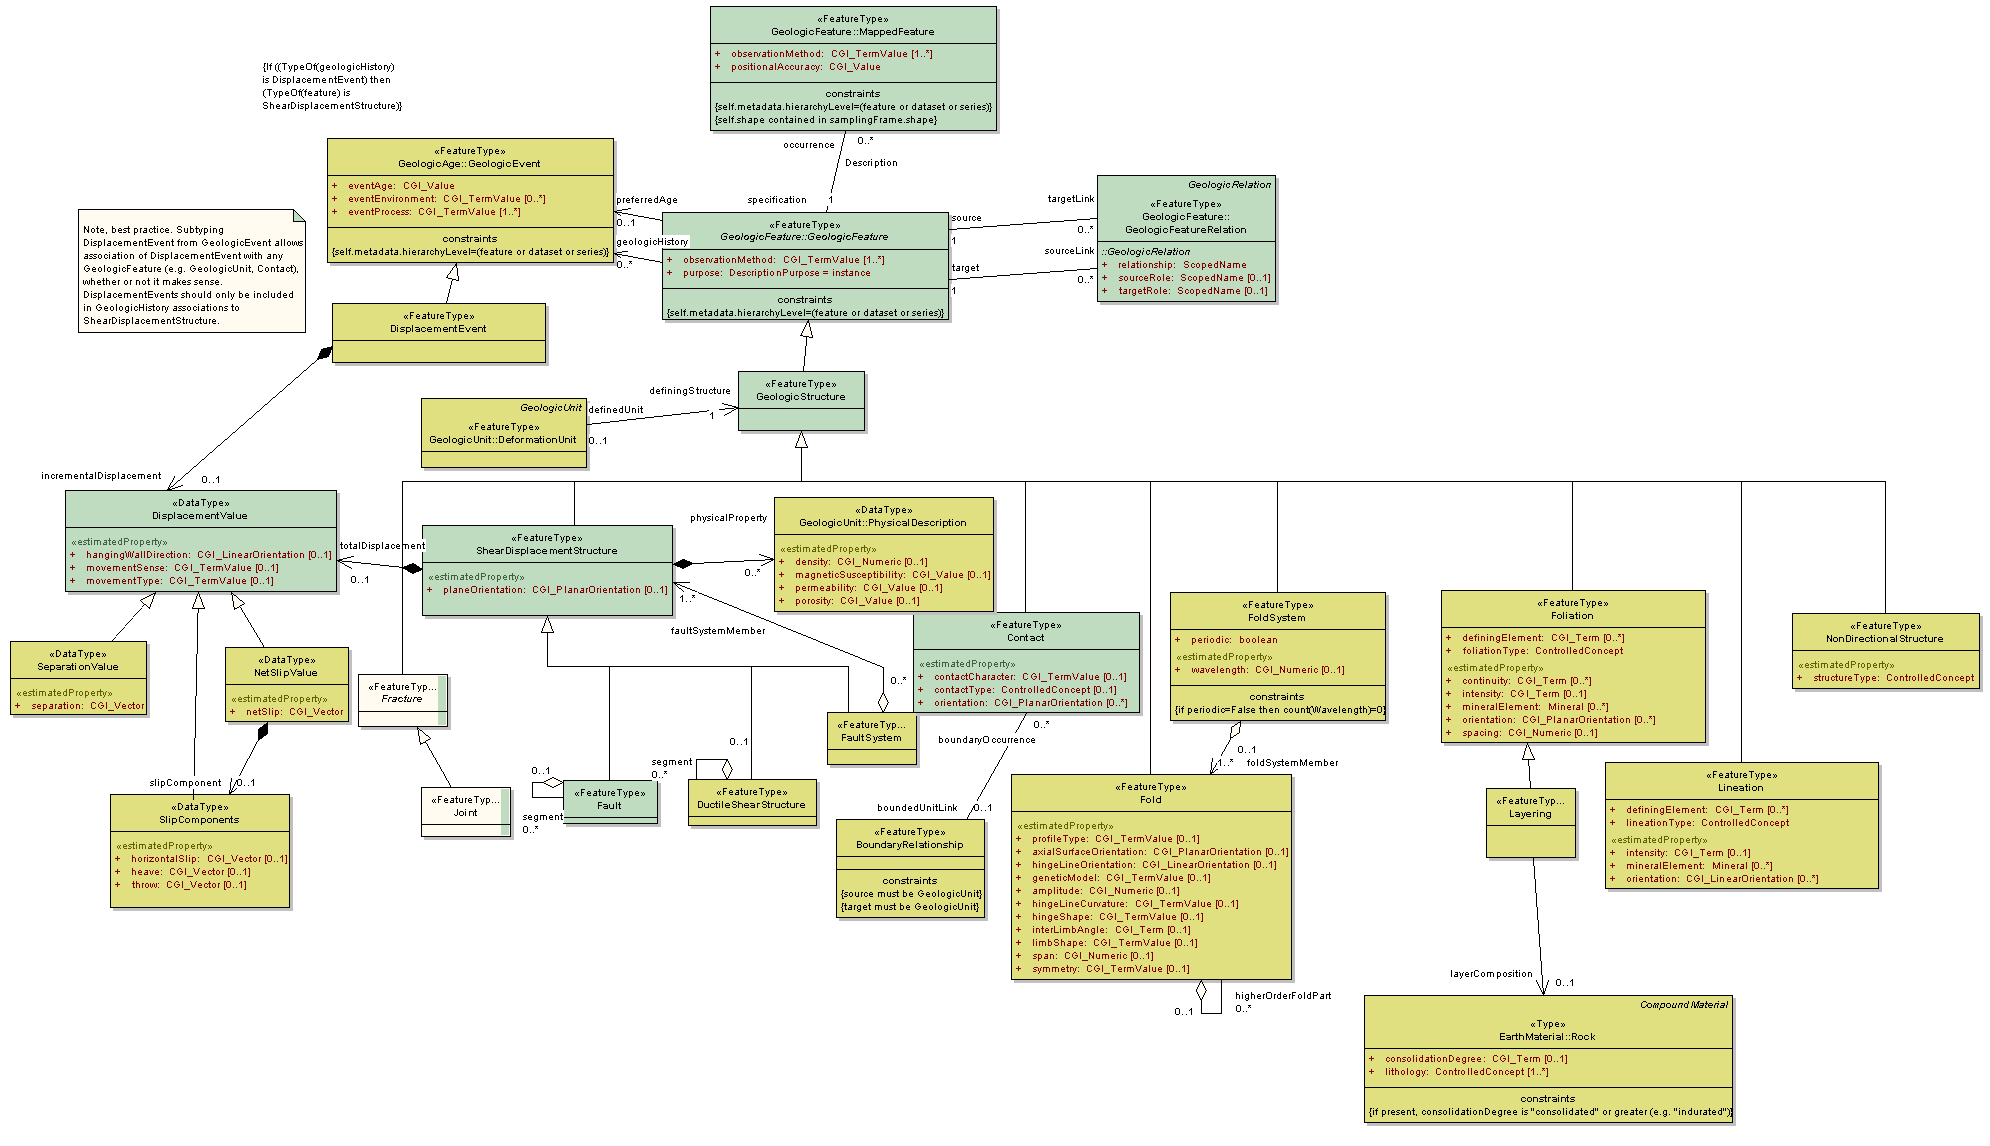 «FeatureType»
GeologicFeature::MappedFeature
+ observationMethod: CGI_TermValue [1..*]
+ positionalAccuracy: CGI_Value
constraints
{self.metadata.hierarchyLevel=(feature or dataset or series)}
{self.shape contained in samplingFrame.shape}
{If ((TypeOf(geologicHistory)
is DisplacementEvent) then
(TypeOf(feature) is
ShearDisplacementStructure)}
occurrence
0..*
Description
specification
1
«FeatureType»
GeologicAge::GeologicEvent
+ eventAge: CGI_Value
+ eventEnvironment: CGI_TermValue [0..*]
+ eventProcess: CGI_TermValue [1..*]
constraints
{self.metadata.hierarchyLevel=(feature or dataset or series)}
preferredAge
0..1
geologicHistory
0..*
«FeatureType»
GeologicFeature::GeologicFeature
+ observationMethod: CGI_TermValue [1..*]
+ purpose: DescriptionPurpose = instance
constraints
{self.metadata.hierarchyLevel=(feature or dataset or series)}
source
1
targetLink
0..*
target
1
sourceLink
0..*
GeologicRelation
«FeatureType»
GeologicFeature::
GeologicFeatureRelation
::GeologicRelation
+ relationship: ScopedName
+ sourceRole: ScopedName [0..1]
+ targetRole: ScopedName [0..1]
Note, best practice. Subtyping
DisplacementEvent from GeologicEvent allows
association of DisplacementEvent with any
GeologicFeature (e.g. GeologicUnit, Contact),
whether or not it makes sense.
DisplacementEvents should only be included
in GeologicHistory associations to
ShearDisplacementStructure.
«FeatureType»
DisplacementEvent
«FeatureType»
GeologicStructure
definingStructure
1
definedUnit
0..1
GeologicUnit
«FeatureType»
GeologicUnit::DeformationUnit
incrementalDisplacement
0..1
«DataType»
DisplacementValue
«estimatedProperty»
+ hangingWallDirection: CGI_LinearOrientation [0..1]
+ movementSense: CGI_TermValue [0..1]
+ movementType: CGI_TermValue [0..1]
totalDisplacement
0..1
«FeatureType»
ShearDisplacementStructure
«estimatedProperty»
+ planeOrientation: CGI_PlanarOrientation [0..1]
physicalProperty
0..*
«DataType»
GeologicUnit::PhysicalDescription
«estimatedProperty»
+ density: CGI_Numeric [0..1]
+ magneticSusceptibility: CGI_Value [0..1]
+ permeability: CGI_Value [0..1]
+ porosity: CGI_Value [0..1]
1..*
faultSystemMember
0..*
«FeatureTyp...
FaultSystem
«FeatureType»
Contact
«estimatedProperty»
+ contactCharacter: CGI_TermValue [0..1]
+ contactType: ControlledConcept [0..1]
+ orientation: CGI_PlanarOrientation [0..*]
0..*
boundaryOccurrence
boundedUnitLink
0..1
«FeatureType»
BoundaryRelationship
constraints
{source must be GeologicUnit}
{target must be GeologicUnit}
«FeatureType»
FoldSystem
+ periodic: boolean
«estimatedProperty»
+ wavelength: CGI_Numeric [0..1]
constraints
{if periodic=False then count(Wavelength)=0}
0..1
1..*
foldSystemMember
«FeatureType»
Fold
«estimatedProperty»
+ profileType: CGI_TermValue [0..1]
+ axialSurfaceOrientation: CGI_PlanarOrientation [0..1]
+ hingeLineOrientation: CGI_LinearOrientation [0..1]
+ geneticModel: CGI_TermValue [0..1]
+ amplitude: CGI_Numeric [0..1]
+ hingeLineCurvature: CGI_TermValue [0..1]
+ hingeShape: CGI_TermValue [0..1]
+ interLimbAngle: CGI_Term [0..1]
+ limbShape: CGI_TermValue [0..1]
+ span: CGI_Numeric [0..1]
+ symmetry: CGI_TermValue [0..1]
higherOrderFoldPart
0..*
0..1
«FeatureType»
Foliation
+ definingElement: CGI_Term [0..*]
+ foliationType: ControlledConcept
«estimatedProperty»
+ continuity: CGI_Term [0..*]
+ intensity: CGI_Term [0..1]
+ mineralElement: Mineral [0..*]
+ orientation: CGI_PlanarOrientation [0..*]
+ spacing: CGI_Numeric [0..1]
«FeatureType»
NonDirectionalStructure
«estimatedProperty»
+ structureType: ControlledConcept
«FeatureType»
Lineation
+ definingElement: CGI_Term [0..*]
+ lineationType: ControlledConcept
«estimatedProperty»
+ intensity: CGI_Term [0..1]
+ mineralElement: Mineral [0..*]
+ orientation: CGI_LinearOrientation [0..*]
«FeatureTyp...
Layering
layerComposition
0..1
CompoundMaterial
«Type»
EarthMaterial::Rock
+ consolidationDegree: CGI_Term [0..1]
+ lithology: ControlledConcept [1..*]
constraints
{if present, consolidationDegree is "consolidated" or greater (e.g. "indurated")}
«DataType»
SeparationValue
«estimatedProperty»
+ separation: CGI_Vector
«DataType»
NetSlipValue
«estimatedProperty»
+ netSlip: CGI_Vector
slipComponent
0..1
«DataType»
SlipComponents
«estimatedProperty»
+ horizontalSlip: CGI_Vector [0..1]
+ heave: CGI_Vector [0..1]
+ throw: CGI_Vector [0..1]
«FeatureTyp...
Fracture
«FeatureTyp...
Joint
0..1
segment
0..*
«FeatureType»
Fault
0..1
segment
0..*
«FeatureType»
DuctileShearStructure